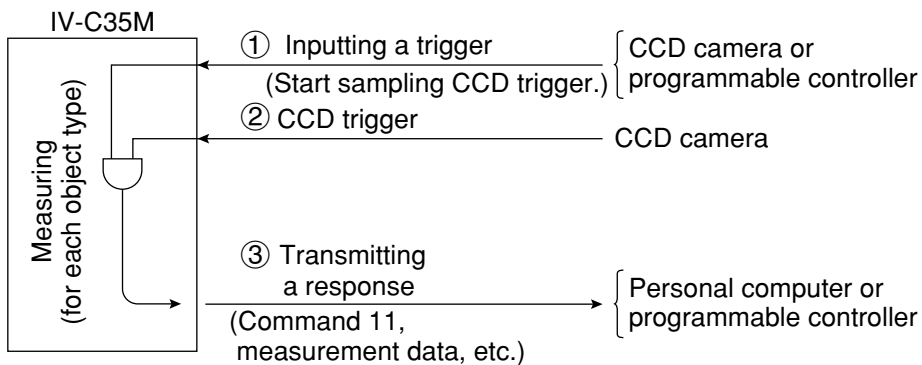 IV-C35M
① Inputting a trigger
(Start sampling CCD trigger.)
CCD camera or
programmable controller
② CCD trigger
CCD camera
Measuring
(for each object type)
③ Transmitting
a response
(Command 11,
measurement data, etc.)
Personal computer or
programmable controller